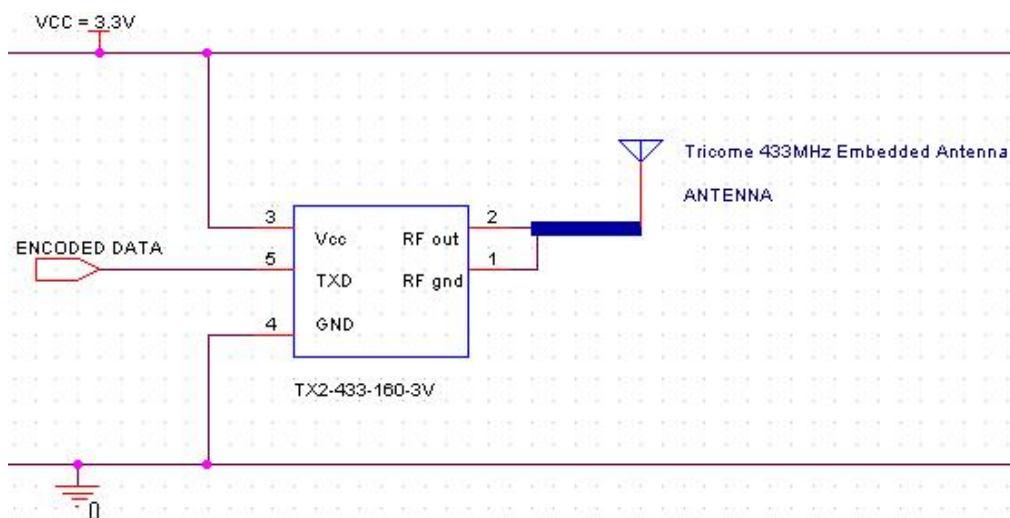 VCC = 3.3V
Tricome 433MHz Embedded Antenna
ANTENNA
3
2
Vcc
RF out
ENCODED DATA
5
1
TXD
RF gnd
4
GND
TX2-433-160-3V
0